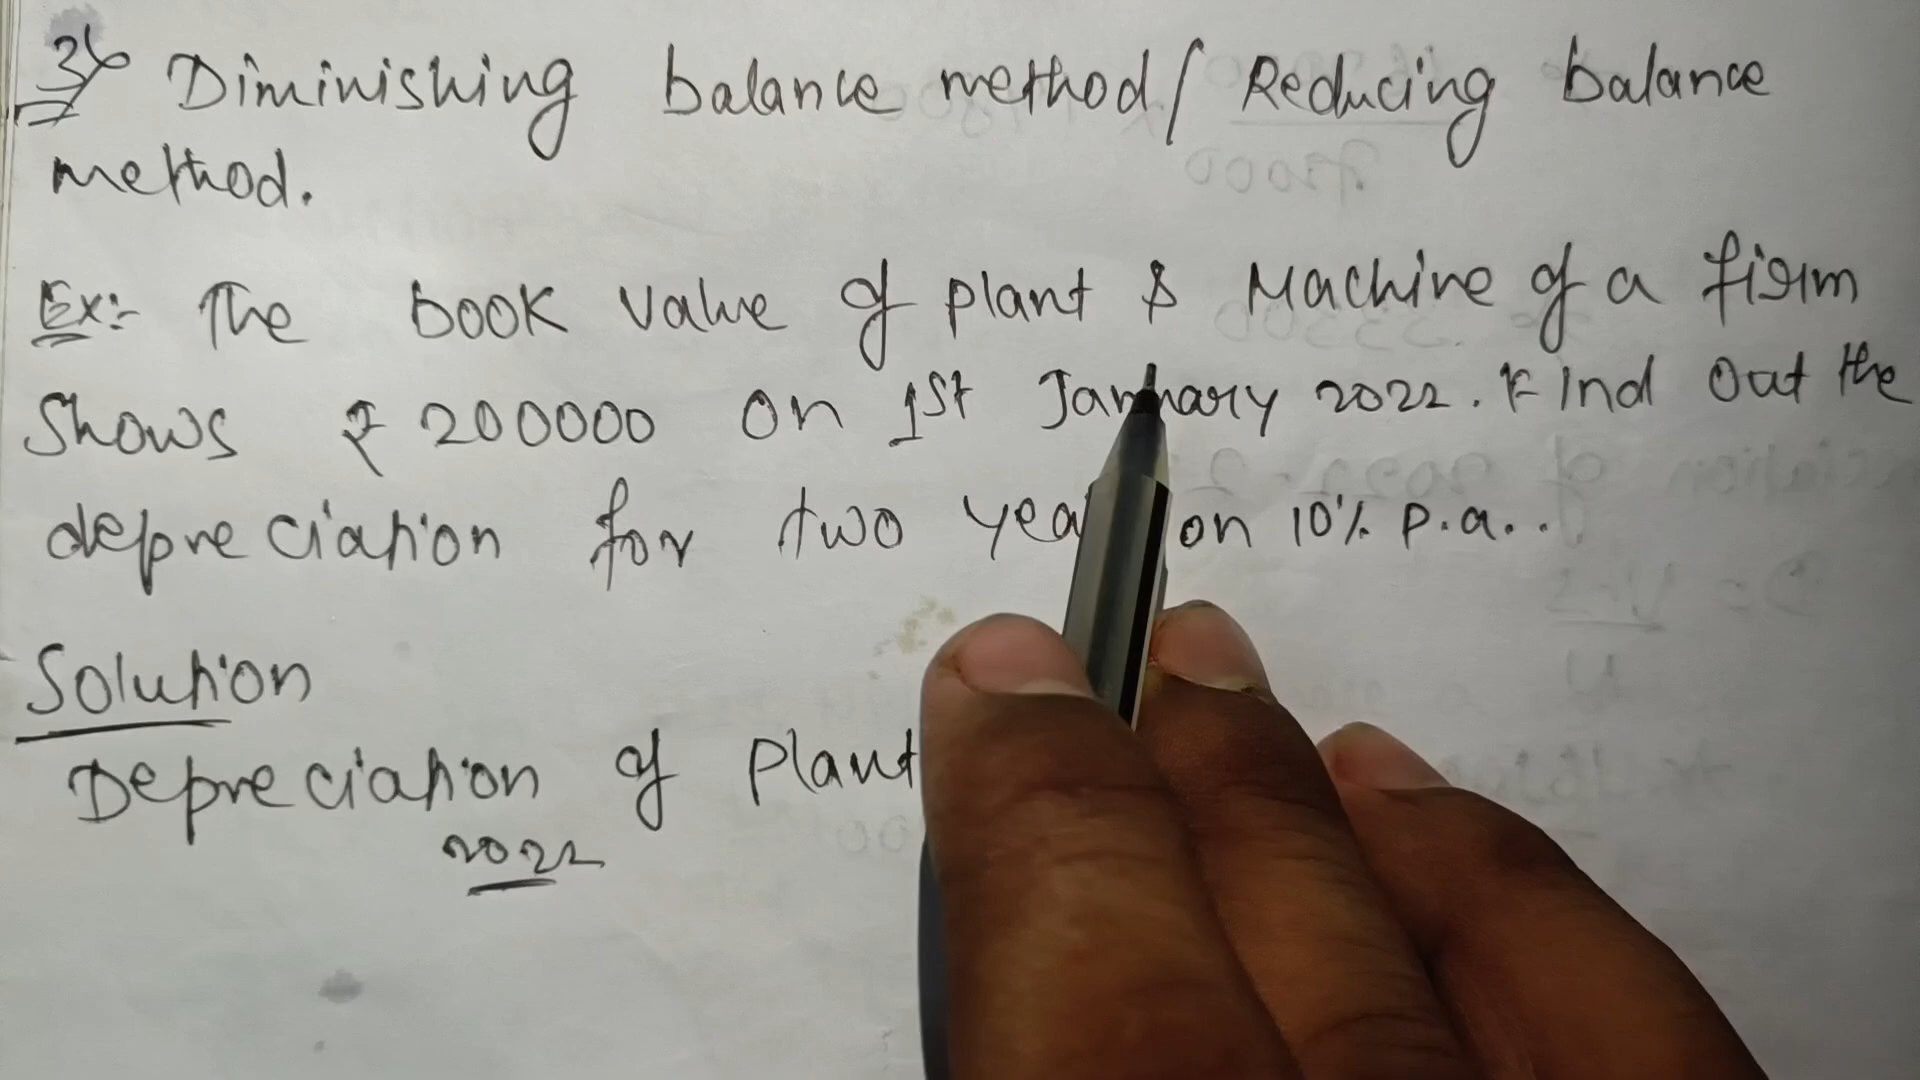 3) Diminishing balance method/ Reducing balance
method.
Ex:- The book value of plant & Machine of a firm
shows ₹ 200000 on 1st January 2022. Find out the
depreciation for two on 10% p.a..
Solution
Depreciation of Plant
2022